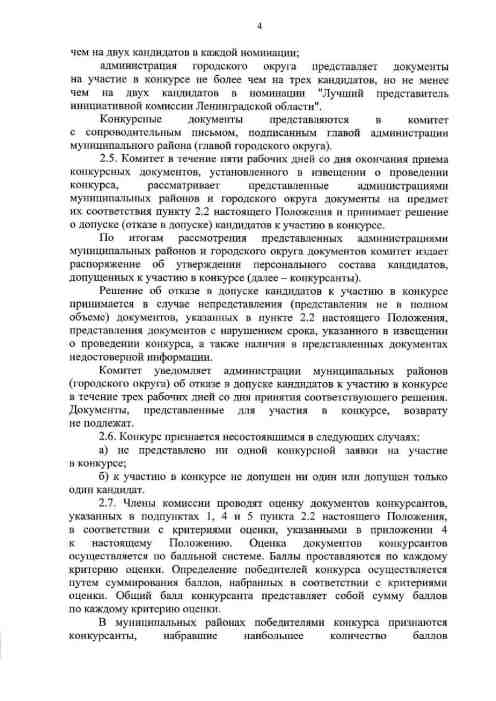 4
чем на двух кандидатов в каждой номинации;
администрация городского округа представляет документы
на участие в конкурсе не более чем на трех кандидатов, но не менее
чем на двух кандидатов в номинации "Лучший представитель
инициативной комиссии Ленинградской области".
Конкурсные документы представляются в комитет
с сопроводительным письмом, подписанным главой администрации
муниципального района (главой городского округа).
2.5. Комитет в течение пяти рабочих дней со дня окончания приема
конкурсных документов, установленного в извещении о проведении
конкурса, рассматривает представленные администрациями
муниципальных районов и городского округа документы на предмет
их соответствия пункту 2.2 настоящего Положения и принимает решение
о допуске (отказе в допуске) кандидатов к участию в конкурсе.
По итогам рассмотрения представленных администрациями
муниципальных районов и городского округа документов комитет издает
распоряжение об утверждении персонального состава кандидатов,
допущенных к участию в конкурсе (далее – конкурсанты).
Решение об отказе в допуске кандидатов к участию в конкурсе
принимается в случае непредставления (представления не в полном
объеме) документов, указанных в пункте 2.2 настоящего Положения,
представления документов с нарушением срока, указанного в извещении
о проведении конкурса, а также наличия в представленных документах
недостоверной информации.
Комитет уведомляет администрации муниципальных районов
(городского округа) об отказе в допуске кандидатов к участию в конкурсе
в течение трех рабочих дней со дня принятия соответствующего решения.
Документы, представленные для участия в конкурсе, возврату
не подлежат.
2.6. Конкурс признается несостоявшимся в следующих случаях:
а) не представлено ни одной конкурсной заявки на участие
в конкурсе;
б) к участию в конкурсе не допущен ни один или допущен только
один кандидат.
2.7. Члены комиссии проводят оценку документов конкурсантов,
указанных в подпунктах 1, 4 и 5 пункта 2.2 настоящего Положения,
в соответствии с критериями оценки, указанными в приложении 4
к настоящему Положению. Оценка документов конкурсантов
осуществляется по балльной системе. Баллы проставляются по каждому
критерию оценки. Определение победителей конкурса осуществляется
путем суммирования баллов, набранных в соответствии с критериями
оценки. Общий балл конкурсанта представляет собой сумму баллов
по каждому критерию оценки.
В муниципальных районах победителями конкурса признаются
конкурсанты, набравшие наибольшее количество баллов